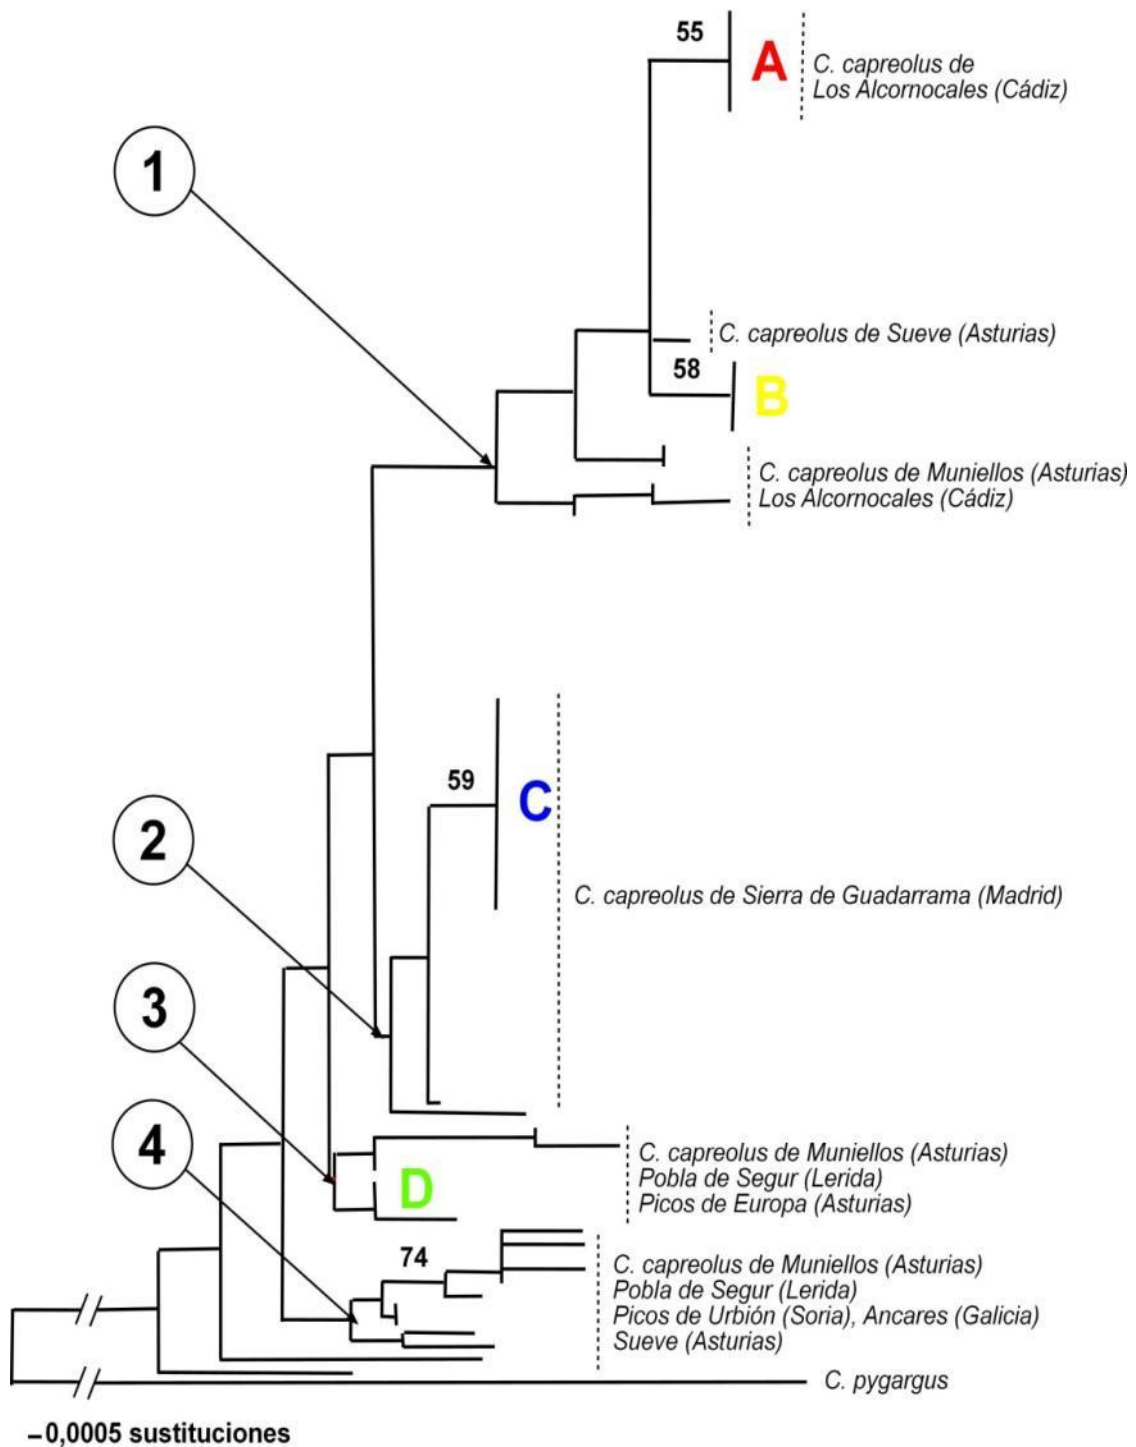 55
A
C. capreolus de
Los Alcornocales (Cádiz)
1
C. capreolus de Sueve (Asturias)
58
B
C. capreolus de Muniellos (Asturias)
Los Alcornocales (Cádiz)
59
C
2
C. capreolus de Sierra de Guadarrama (Madrid)
3
4
C. capreolus de Muniellos (Asturias)
Pobla de Segur (Lerida)
Picos de Europa (Asturias)
D
74
C. capreolus de Muniellos (Asturias)
Pobla de Segur (Lerida)
Picos de Urbión (Soria), Ancares (Galicia)
Sueve (Asturias)
C. pygargus
–0,0005 sustituciones